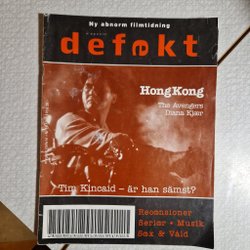 Ny abnorm filmtidning
defekt
HongKong
The Avengers
Diana Kjær
Tim Kincaid – är han sämst?
Recensioner
Serier • Musik
Sex & Våld